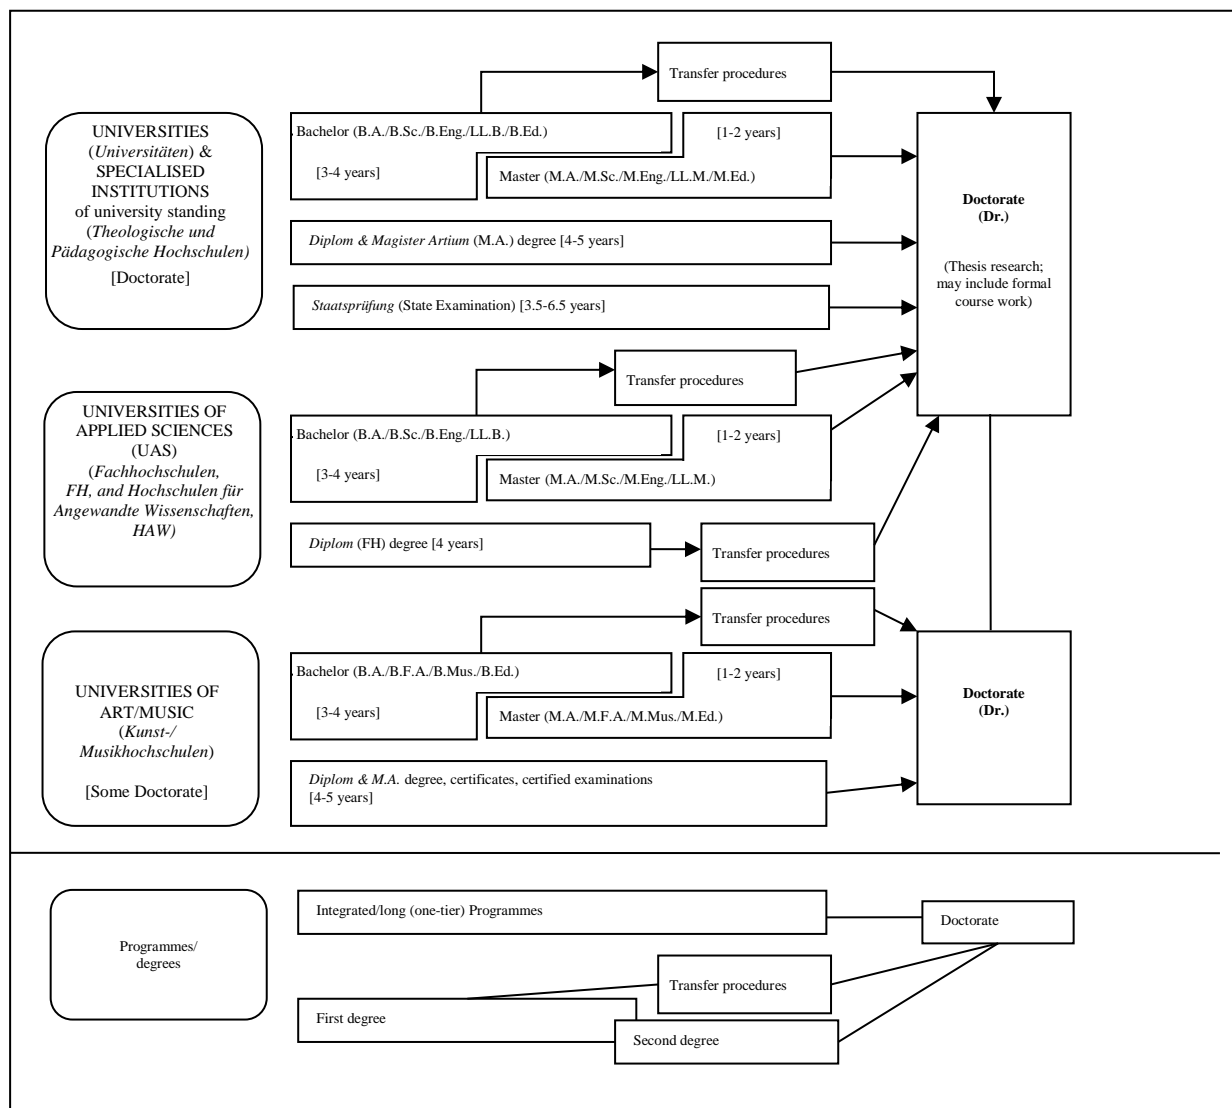 Transfer procedures
UNIVERSITIES
(Universitäten) &
SPECIALISED
INSTITUTIONS
of university standing
(Theologische und
Pädagogische Hochschulen)
[Doctorate]
Bachelor (B.A./B.Sc./B.Eng./LL.B./B.Ed.)
[3-4 years]
[1-2 years]
Master (M.A./M.Sc./M.Eng./LL.M./M.Ed.)
Diplom & Magister Artium (M.A.) degree [4-5 years]
Staatsprüfung (State Examination) [3.5-6.5 years]
Doctorate
(Dr.)
(Thesis research;
may include formal
course work)
Transfer procedures
UNIVERSITIES OF
APPLIED SCIENCES
(UAS)
(Fachhochschulen,
FH, and Hochschulen für
Angewandte Wissenschaften,
HAW)
Bachelor (B.A./B.Sc./B.Eng./LL.B.)
[3-4 years]
[1-2 years]
Master (M.A./M.Sc./M.Eng./LL.M.)
Diplom (FH) degree [4 years]
Transfer procedures
Transfer procedures
UNIVERSITIES OF
ART/MUSIC
(Kunst-/
Musikhochschulen)
[Some Doctorate]
Bachelor (B.A./B.F.A./B.Mus./B.Ed.)
[3-4 years]
[1-2 years]
Master (M.A./M.F.A./M.Mus./M.Ed.)
Diplom & M.A. degree, certificates, certified examinations
[4-5 years]
Doctorate
(Dr.)
Programmes/
degrees
Integrated/long (one-tier) Programmes
Doctorate
Transfer procedures
First degree
Second degree